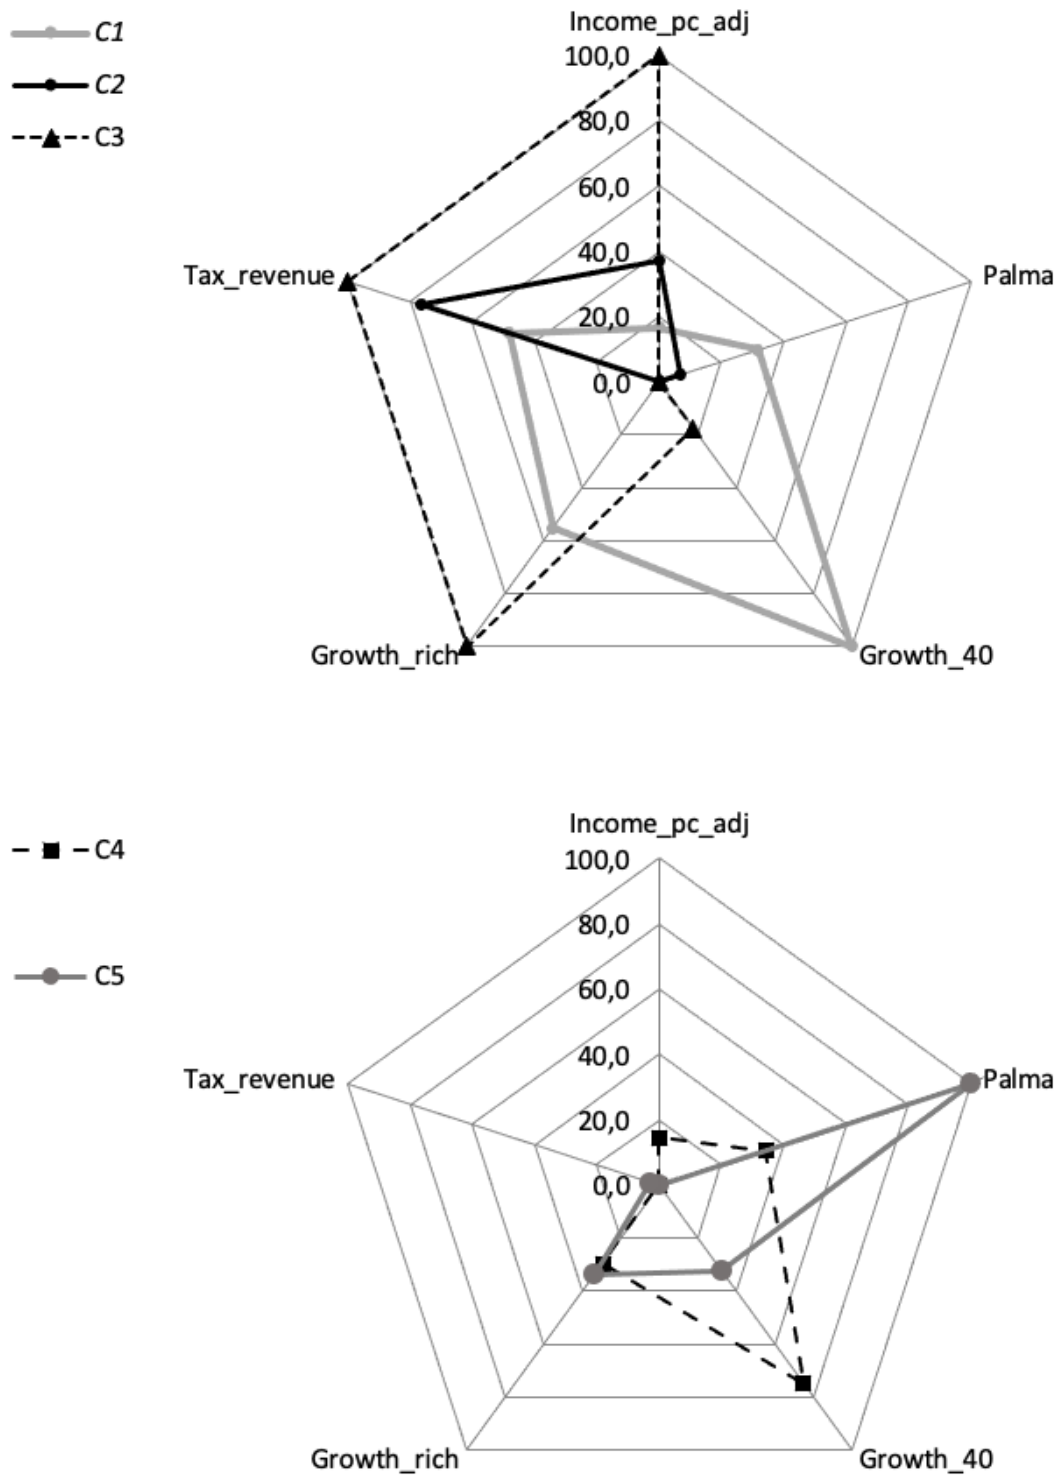 C1
C2
C3
Income_pc_adj
100,0
80,0
60,0
40,0
20,0
0,0
Tax_revenue
Palma
Growth_rich
Growth_40
C4
C5
Income_pc_adj
100,0
80,0
60,0
40,0
20,0
0,0
Tax_revenue
Palma
Growth_rich
Growth_40